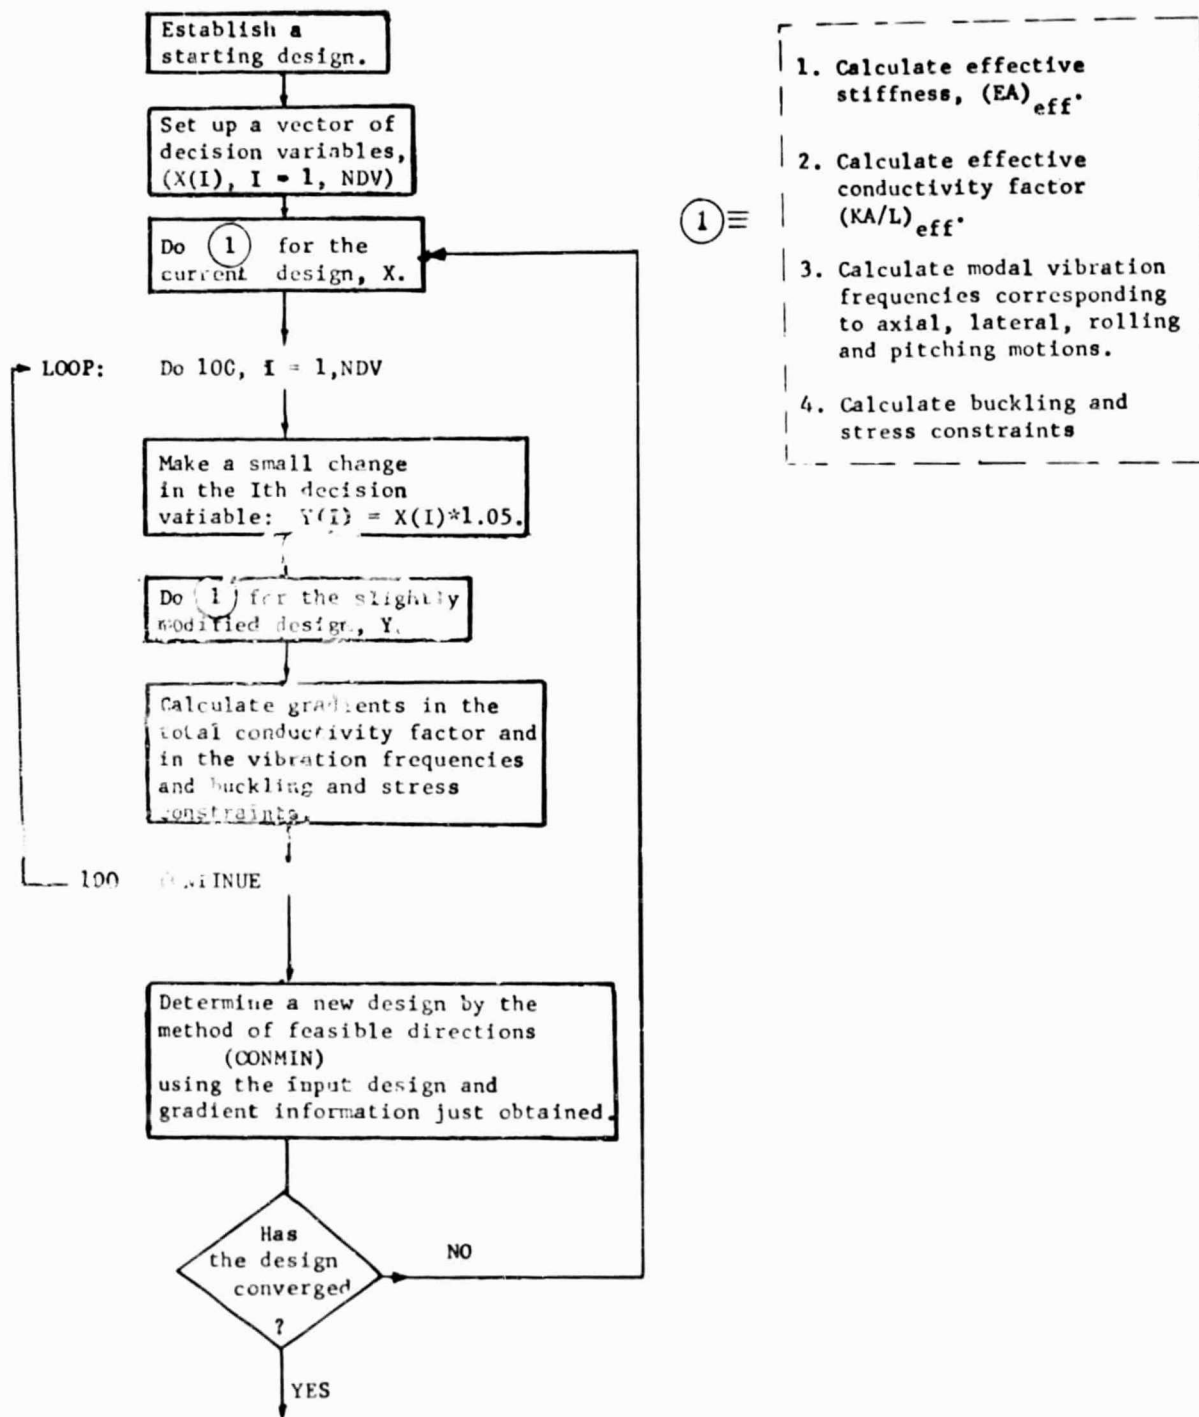 Establish a
starting design.
Set up a vector of
decision variables,
(X(I), I = 1, NDV)
Do 1 for the
current design, X.
LOOP: Do 100, I = 1,NDV
Make a small change
in the Ith decision
variable: Y(I) = X(I)*1.05.
Do 1 for the slightly
modified design, Y.
Calculate gradients in the
total conductivity factor and
in the vibration frequencies
and buckling and stress
constraints.
100 CONTINUE
Determine a new design by the
method of feasible directions
(CONMIN)
using the input design and
gradient information just obtained.
Has
the design
converged
?
NO
YES
1 ≡
1. Calculate effective
stiffness, (EA)eff.
2. Calculate effective
conductivity factor
(KA/L)eff.
3. Calculate modal vibration
frequencies corresponding
to axial, lateral, rolling
and pitching motions.
4. Calculate buckling and
stress constraints